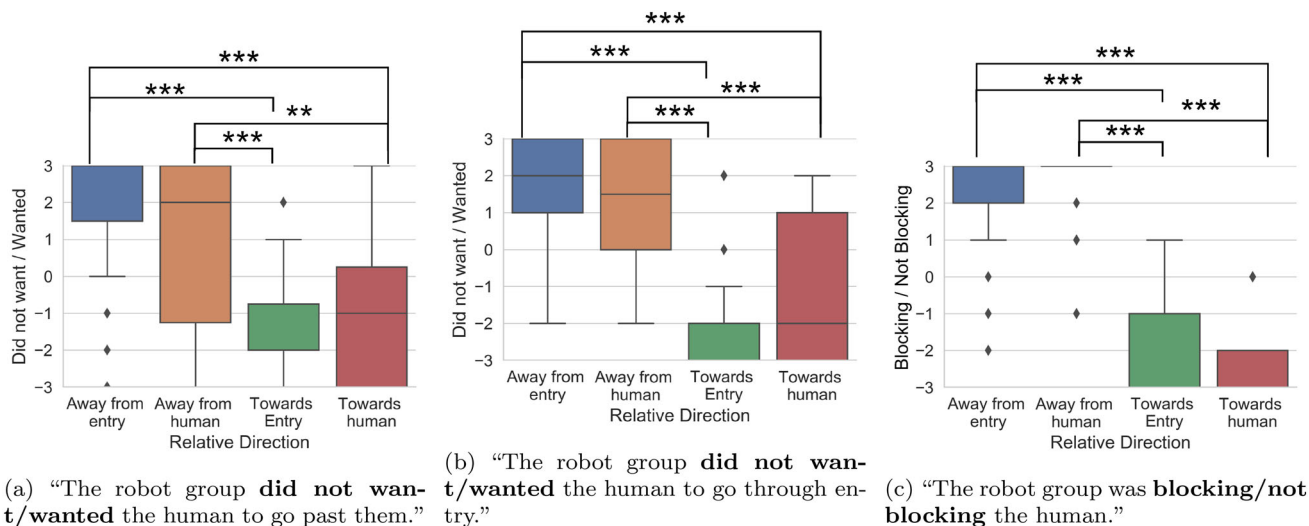 ***
***
**
***
3
2
1
0
−1
−2
−3
Did not want / Wanted
Away from entry
Away from human
Towards Entry
Towards human
Relative Direction
(a) “The robot group did not wan-
t/wanted the human to go past them.”
***
***
***
***
3
2
1
0
−1
−2
−3
Did not want / Wanted
Away from entry
Away from human
Towards Entry
Towards human
Relative Direction
(b) “The robot group did not wan-
t/wanted the human to go through en-
try.”
***
***
***
***
3
2
1
0
−1
−2
−3
Blocking / Not Blocking
Away from entry
Away from human
Towards Entry
Towards human
Relative Direction
(c) “The robot group was blocking/not
blocking the human.”